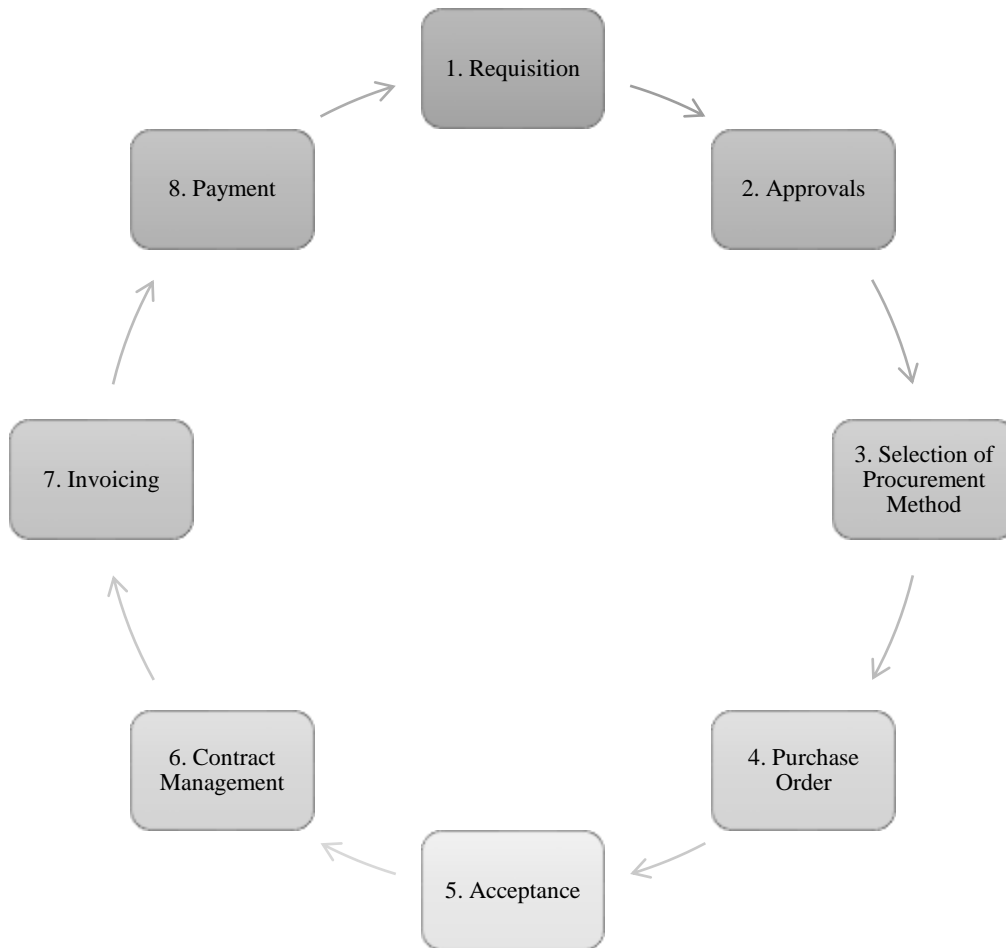 1. Requisition
2. Approvals
3. Selection of
Procurement
Method
4. Purchase
Order
5. Acceptance
6. Contract
Management
7. Invoicing
8. Payment